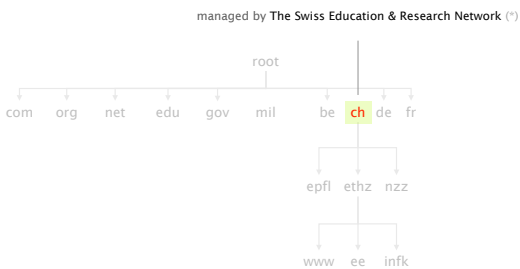 managed by The Swiss Education & Research Network (*)
root
com org net edu gov mil be ch de fr
epfl ethz nzz
www ee infk